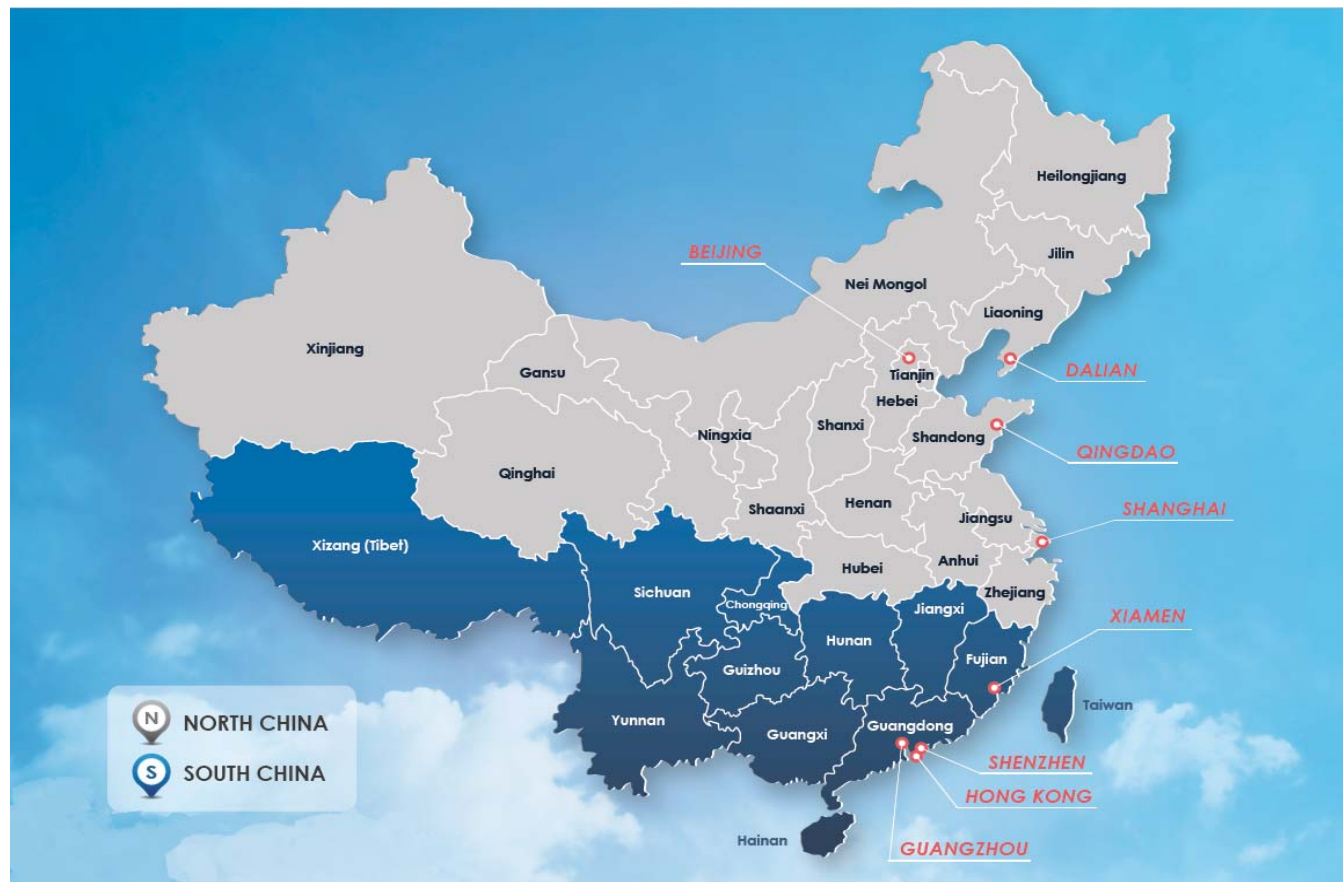 Heilongjiang
BEIJING
Jilin
Nei Mongol
Liaoning
Xinjiang
Gansu
Tianjin
DALIAN
Hebei
Ningxia
Shanxi
Shandong
QINGDAO
Qinghai
Henan
Shaanxi
Jiangsu
SHANGHAI
Xizang (Tibet)
Anhui
Hubei
Sichuan
Zhejiang
Chongqing
Jiangxi
XIAMEN
Hunan
Fujian
Guizhou
Taiwan
Yunnan
Guangxi
Guangdong
N NORTH CHINA
S SOUTH CHINA
SHENZHEN
HONG KONG
Hainan
GUANGZHOU